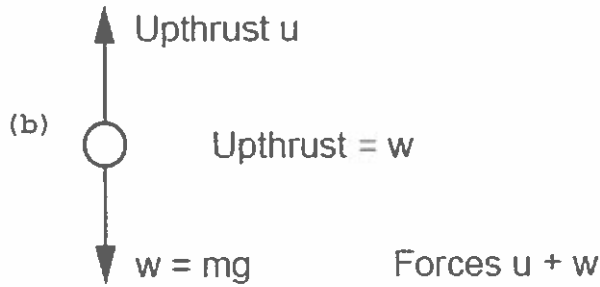 Upthrust u
(b)
Upthrust = w
w = mg
Forces u + w